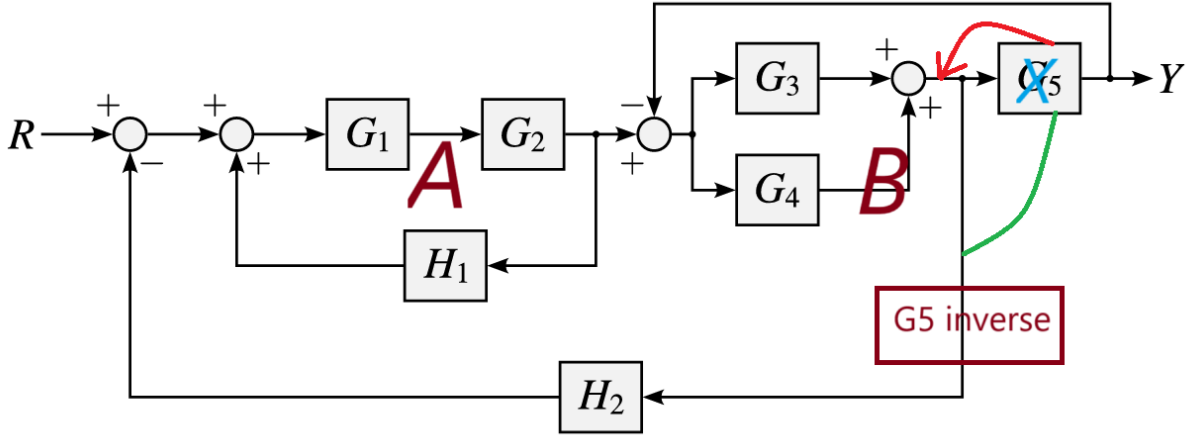 R
+
−
+
+
G1
A
G2
H1
−
+
G3
G4
B
+
+
G5
X
Y
G5 inverse
H2